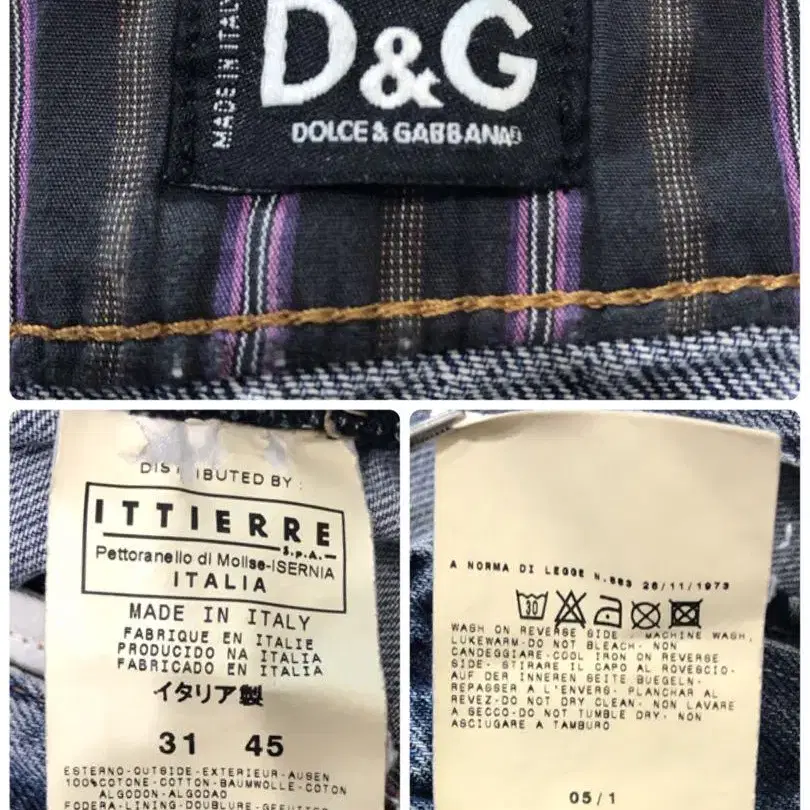 MADE IN ITALY
D&G
DOLCE & GABBANA
DISTRIBUTED BY:
ITTIERRE
S.p.A.
Pettoranello di Molise-ISERNIA
ITALIA
MADE IN ITALY
FABRIQUE EN ITALIE
PRODUCIDO NA ITALIA
FABRICADO EN ITALIA
イタリア製
31 45
ESTERNO-OUTSIDE-EXTERIEUR-AUSEN
100%COTONE-COTTON-BAUMWOLLE-COTON
ALGODON-ALGODAO
FODERA-LINING-DOUBLURE-GEFUTTER
A NORMA DI LEGGE N.883 26/11/1973
30
WASH ON REVERSE SIDE. MACHINE WASH,
LUKEWARM-DO NOT BLEACH- NON
CANDEGGIARE-COOL IRON ON REVERSE
SIDE- STIRARE IL CAPO AL ROVESCIO-
AUF DER INNEREN SEITE BUEGELN-
REPASSER A L'ENVERS- PLANCHAR AL
REVEZ-DO NOT DRY CLEAN- NON LAVARE
A SECCO-DO NOT TUMBLE DRY- NON
ASCIUGARE A TAMBURO
05/1